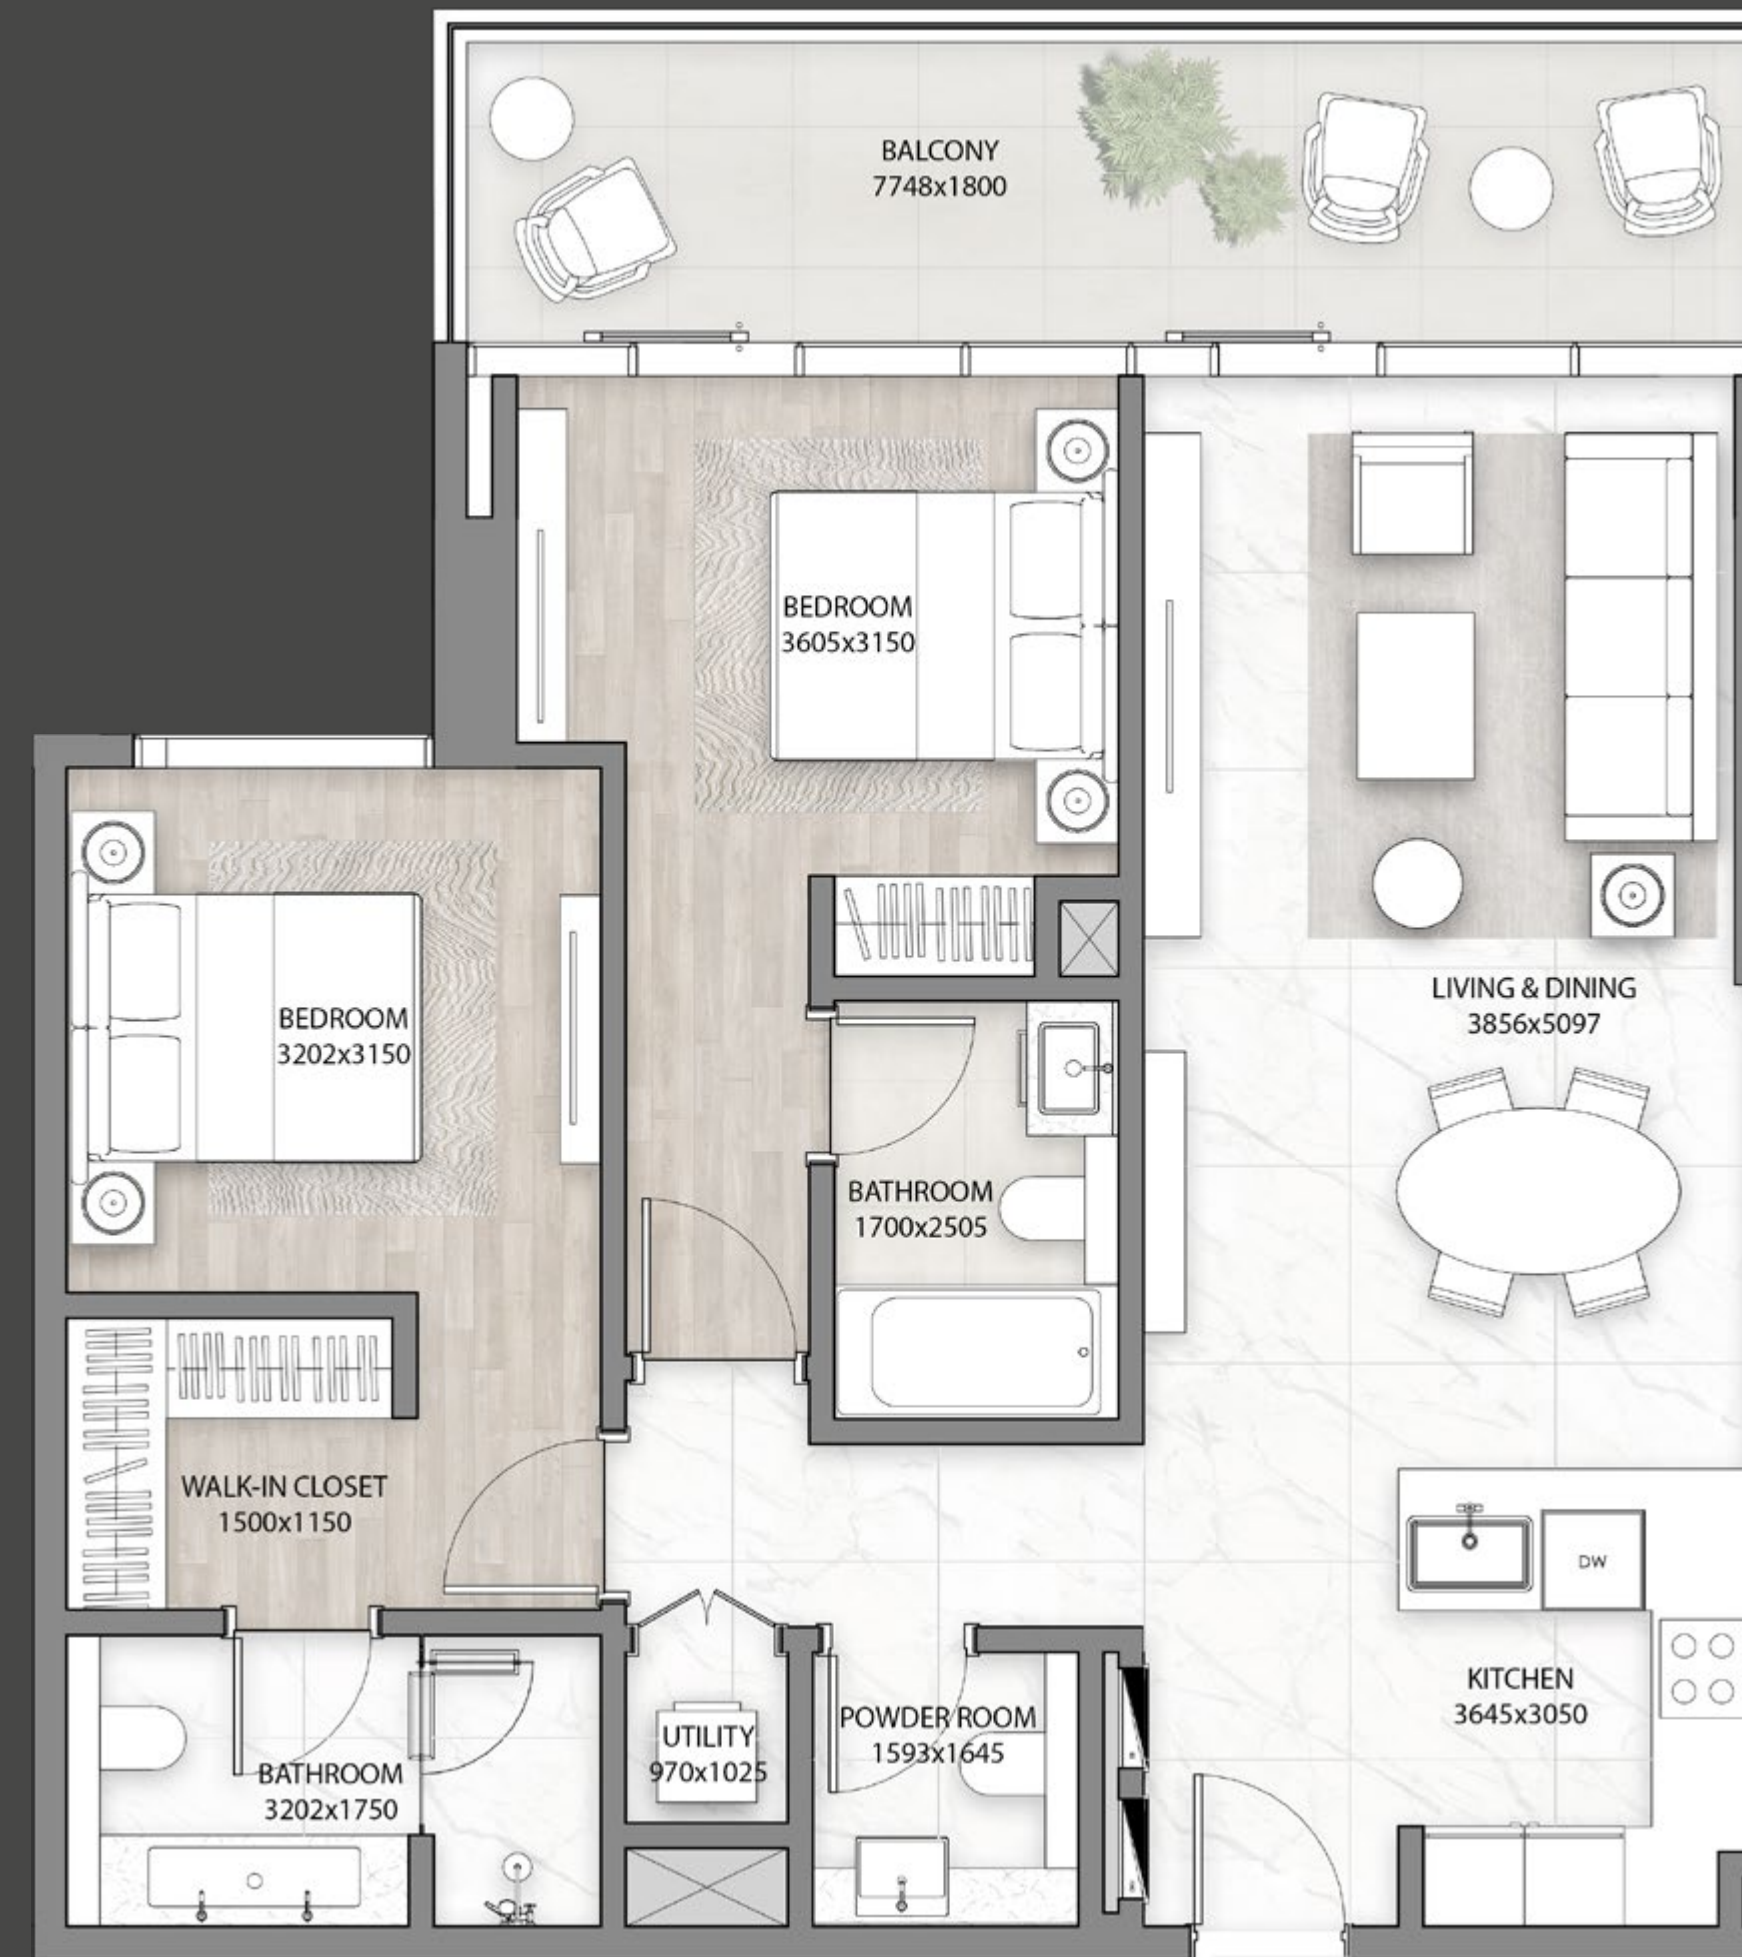 BALCONY
7748x1800
BEDROOM
3605x3150
LIVING & DINING
3856x5097
BEDROOM
3202x3150
BATHROOM
1700x2505
WALK-IN CLOSET
1500x1150
DW
KITCHEN
3645x3050
UTILITY
970x1025
POWDER ROOM
1593x1645
BATHROOM
3202x1750